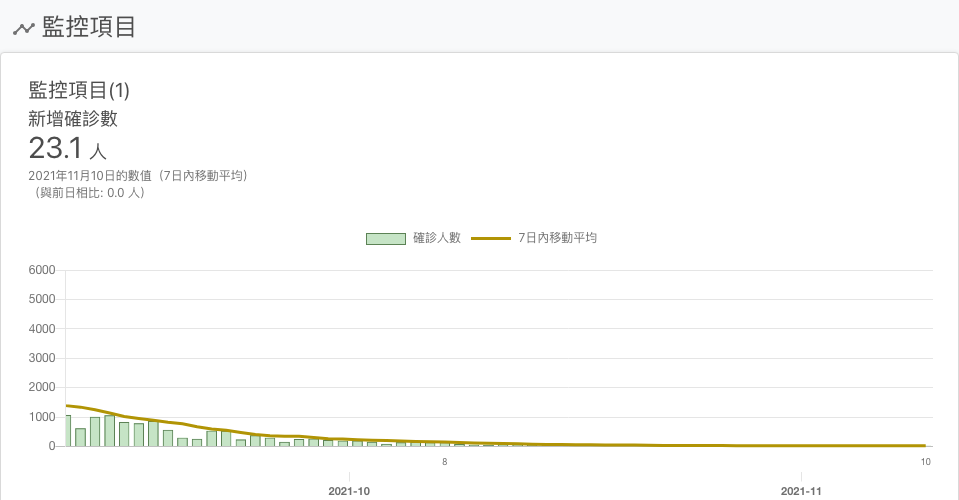 監控項目
監控項目(1)
新增確診數
23.1 人
2021年11月10日的數值（7日內移動平均）
（與前日相比: 0.0 人）
確診人數 7日內移動平均
6000
5000
4000
3000
2000
1000
0
8 10
2021-10 2021-11